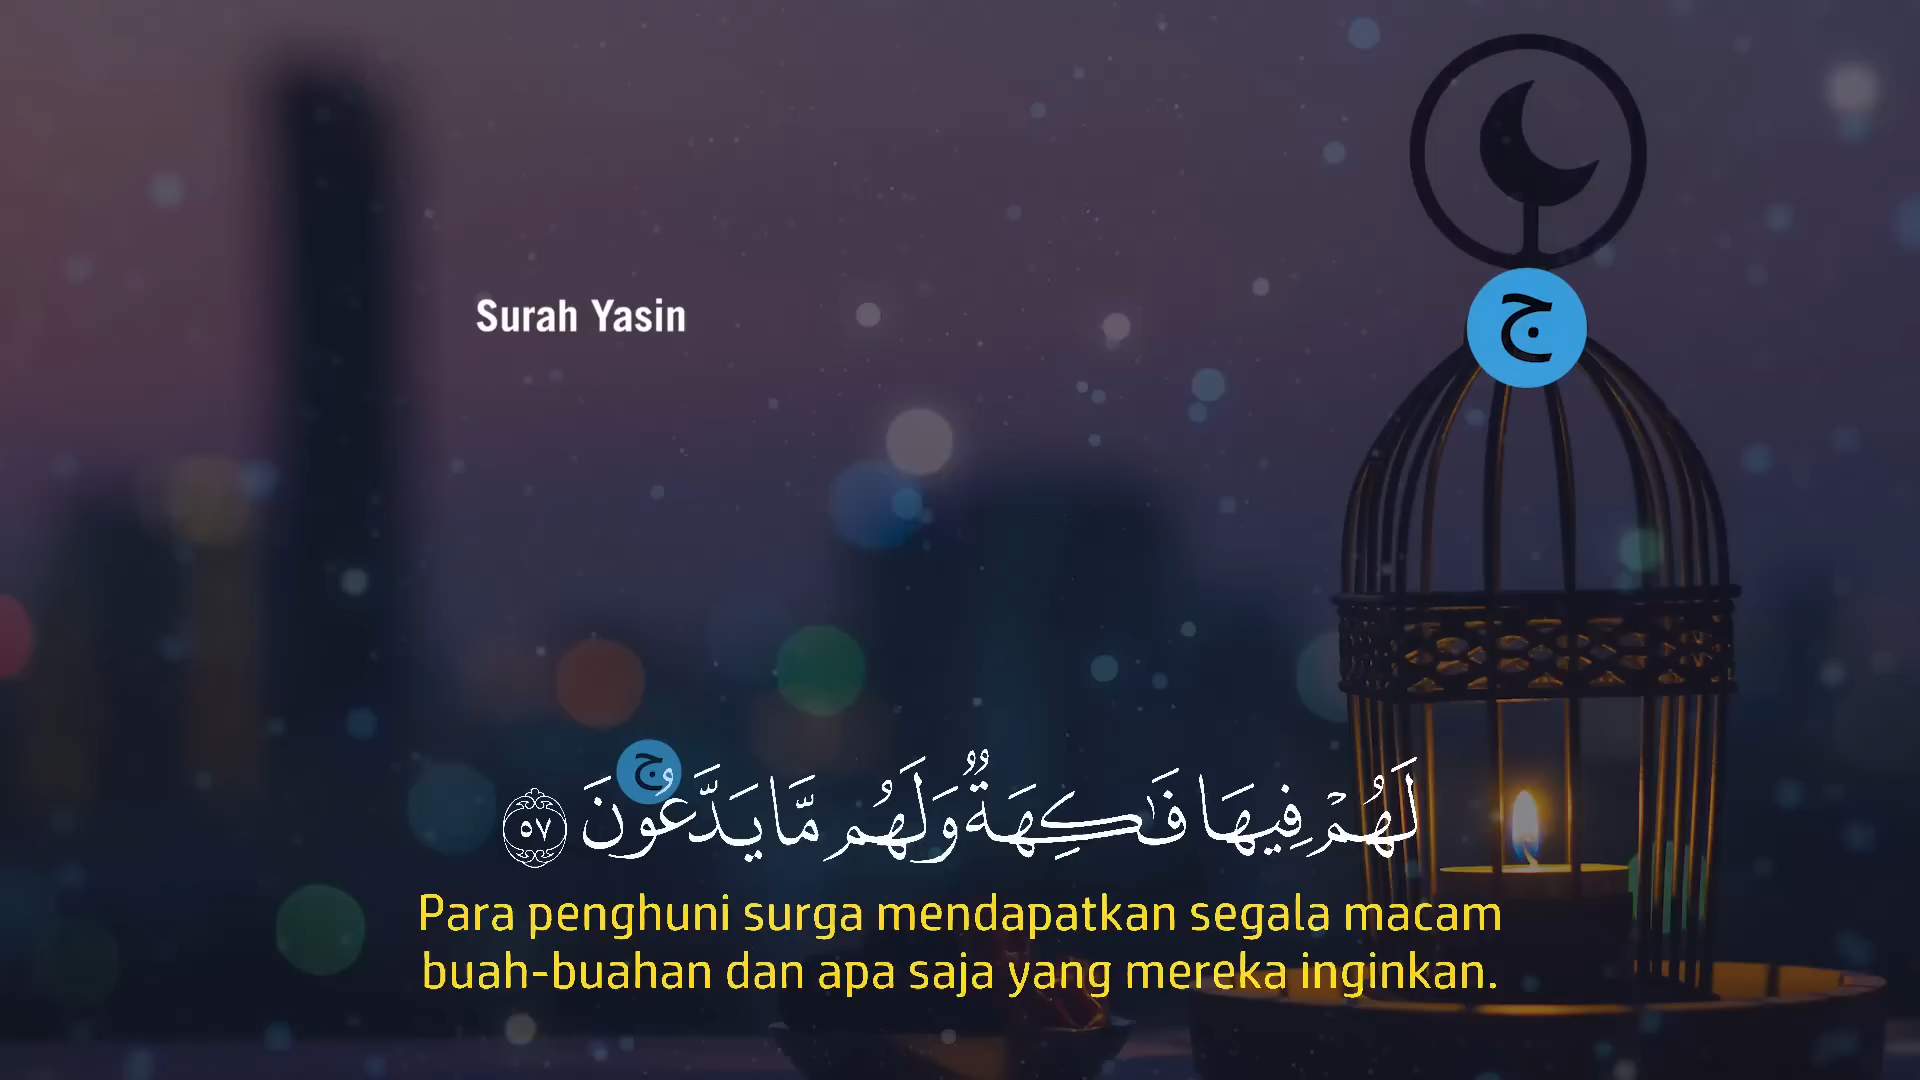 Surah Yasin
ج
ج
لَهُمْ فِيهَا فَٰكِهَةٌ وَلَهُم مَّا يَدَّعُونَ ٥٧
Para penghuni surga mendapatkan segala macam
buah-buahan dan apa saja yang mereka inginkan.